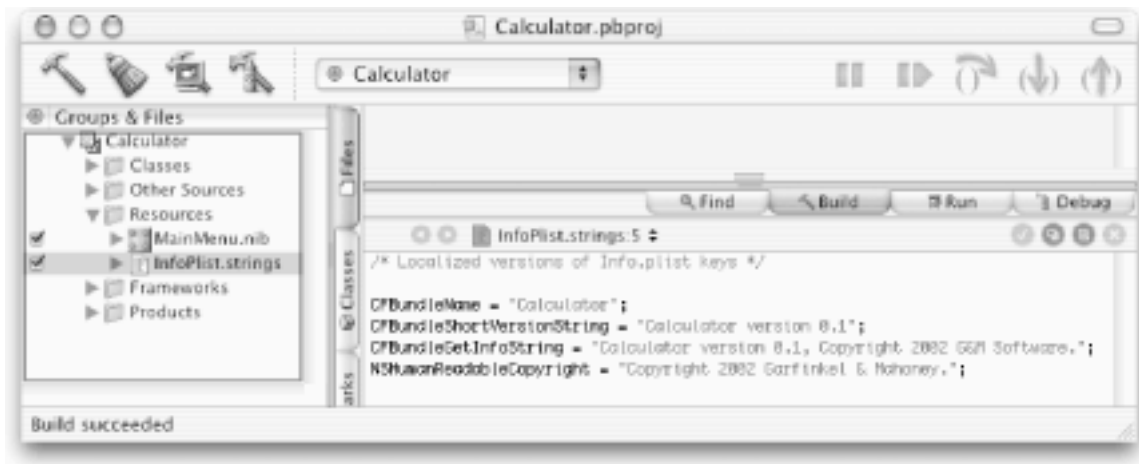 Calculator.pbproj
Calculator
Groups & Files
Calculator
Classes
Other Sources
Resources
MainMenu.nib
InfoPlist.strings
Frameworks
Products
Files
Classes
arks
Find
Build
Run
Debug
InfoPlist.strings:5
/* Localized versions of Info.plist keys */
CFBundleName = "Calculator";
CFBundleShortVersionString = "Calculator version 0.1";
CFBundleGetInfoString = "Calculator version 0.1, Copyright 2002 G&M Software.";
NSHumanReadableCopyright = "Copyright 2002 Garfinkel & Mahoney.";
Build succeeded